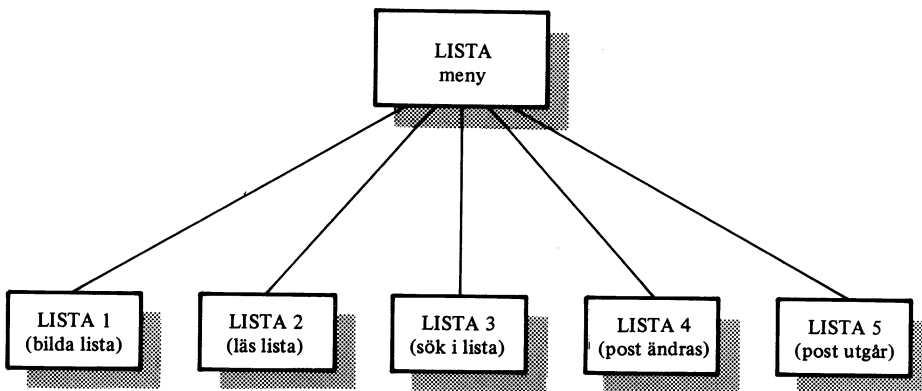 LISTA
meny
LISTA 1
(bilda lista)
LISTA 2
(läs lista)
LISTA 3
(sök i lista)
LISTA 4
(post ändras)
LISTA 5
(post utgår)